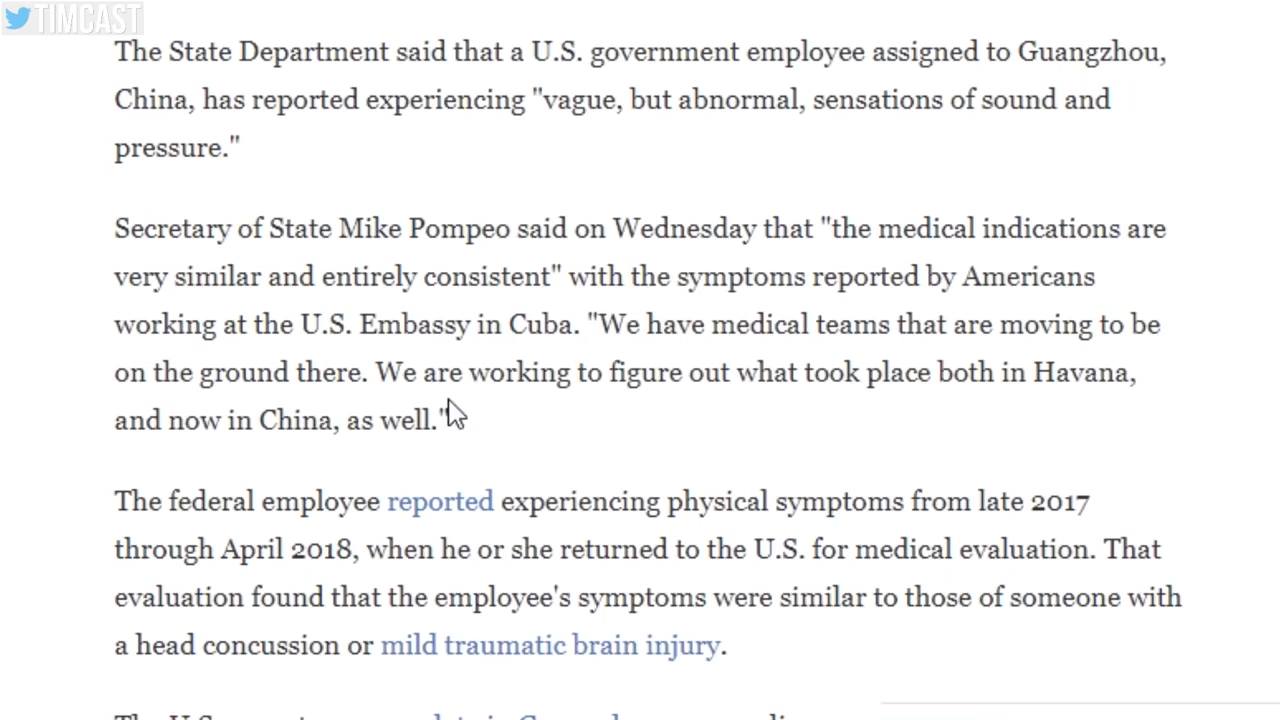 TIMCAST
The State Department said that a U.S. government employee assigned to Guangzhou,
China, has reported experiencing "vague, but abnormal, sensations of sound and
pressure."
Secretary of State Mike Pompeo said on Wednesday that "the medical indications are
very similar and entirely consistent" with the symptoms reported by Americans
working at the U.S. Embassy in Cuba. "We have medical teams that are moving to be
on the ground there. We are working to figure out what took place both in Havana,
and now in China, as well."
The federal employee reported experiencing physical symptoms from late 2017
through April 2018, when he or she returned to the U.S. for medical evaluation. That
evaluation found that the employee's symptoms were similar to those of someone with
a head concussion or mild traumatic brain injury.
The U.S.